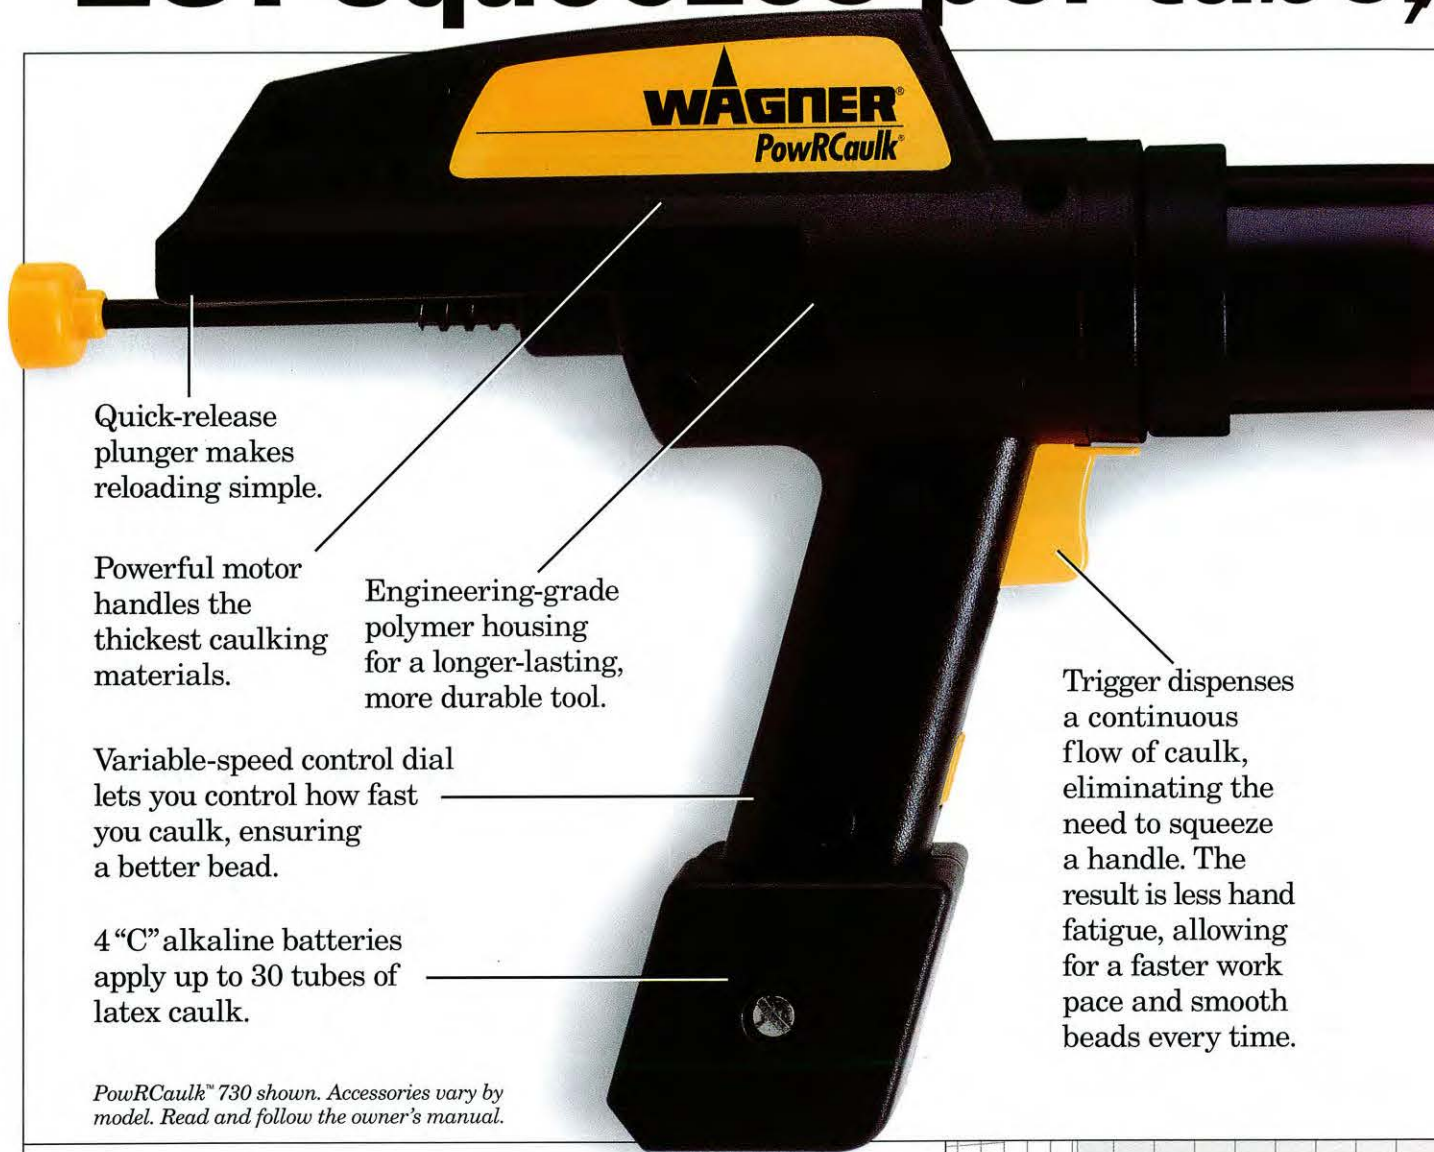 squeezes per tube,
WAGNER®
PowRCaulk®
Quick-release
plunger makes
reloading simple.
Powerful motor
handles the
thickest caulking
materials.
Engineering-grade
polymer housing
for a longer-lasting,
more durable tool.
Variable-speed control dial
lets you control how fast
you caulk, ensuring
a better bead.
4 “C” alkaline batteries
apply up to 30 tubes of
latex caulk.
Trigger dispenses
a continuous
flow of caulk,
eliminating the
need to squeeze
a handle. The
result is less hand
fatigue, allowing
for a faster work
pace and smooth
beads every time.
PowRCaulk™ 730 shown. Accessories vary by
model. Read and follow the owner's manual.